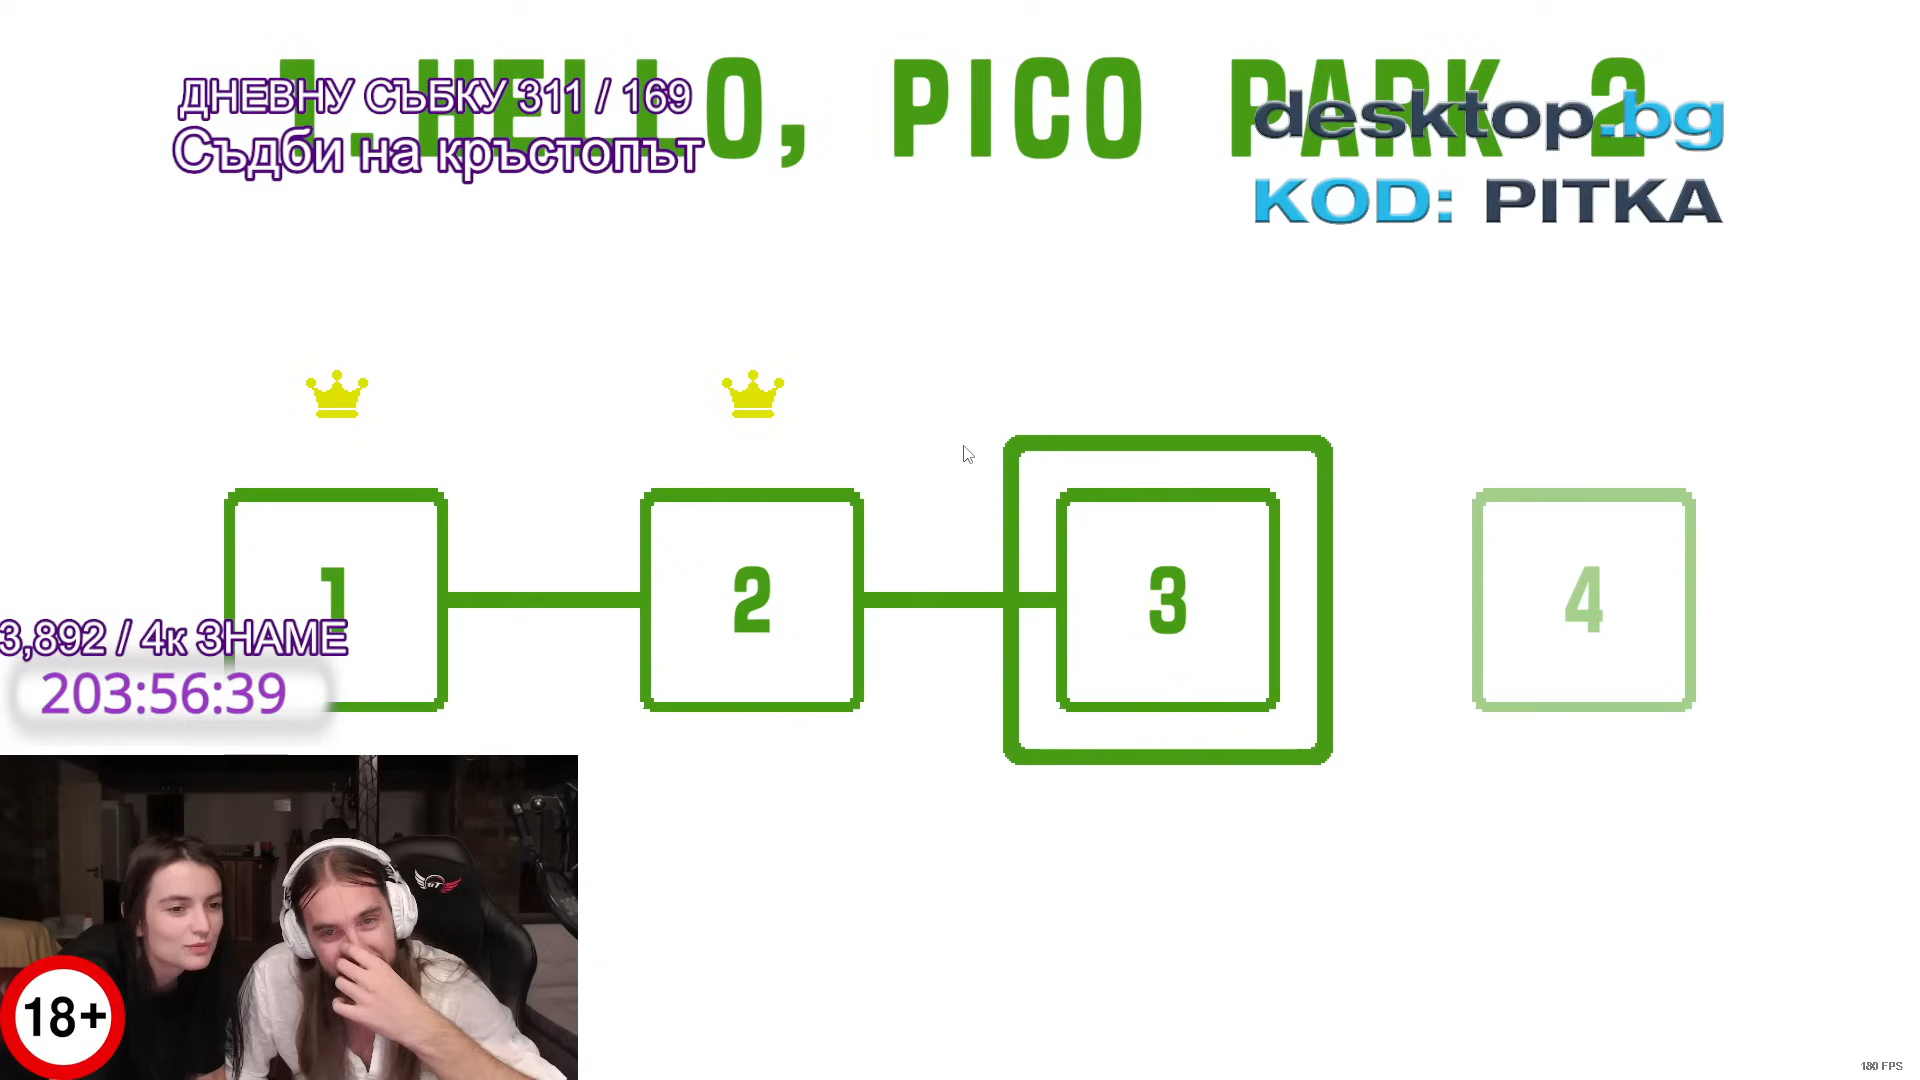 1.HELLO, PICO PARK 2
ДНЕВНУ СЪБКУ 311 / 169
Съдби на кръстопът
desktop.bg
KOD: PITKA
1
2
3
4
3,892 / 4к ЗНАМЕ
203:56:39
GT
18+
180 FPS